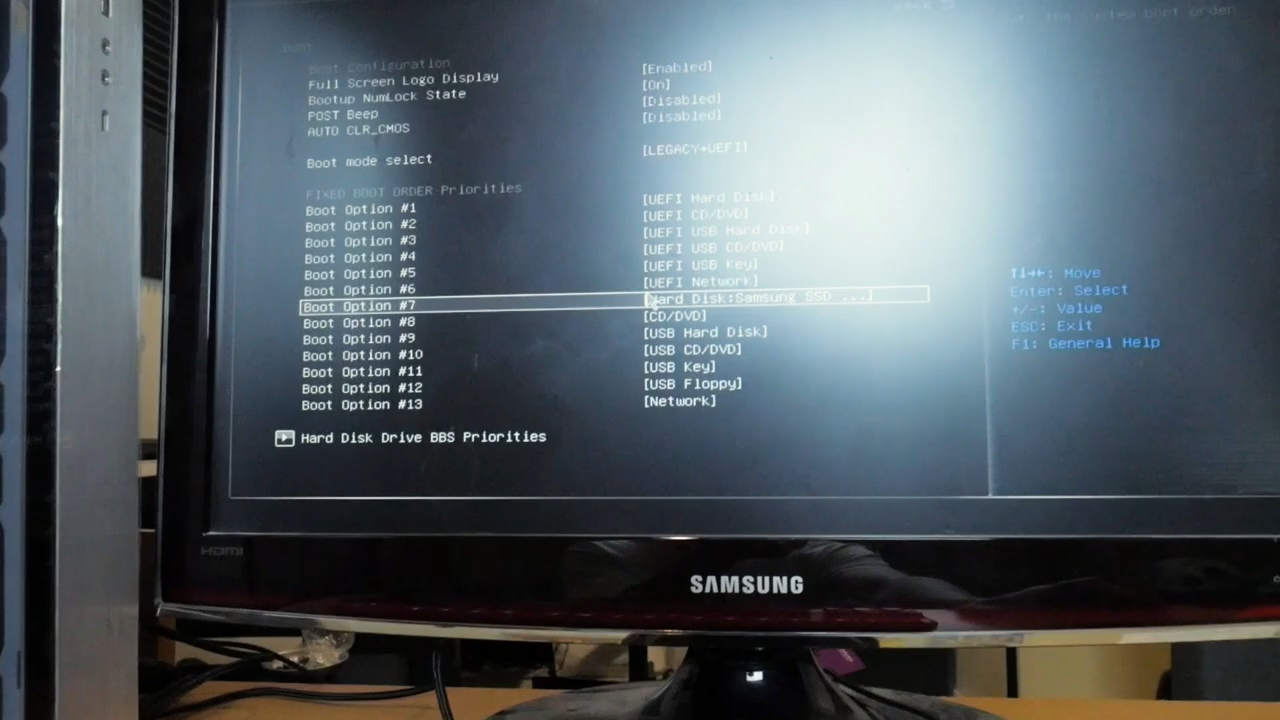 Boot
Boot Configuration
Full Screen Logo Display [Enabled]
Bootup NumLock State [On]
POST Beep [Disabled]
AUTO CLR_CMOS [Disabled]
Boot mode select [LEGACY+UEFI]
FIXED BOOT ORDER Priorities
Boot Option #1 [UEFI Hard Disk]
Boot Option #2 [UEFI CD/DVD]
Boot Option #3 [UEFI USB Hard Disk]
Boot Option #4 [UEFI USB CD/DVD]
Boot Option #5 [UEFI USB Key]
Boot Option #6 [UEFI Network]
Boot Option #7 [Hard Disk:Samsung SSD ...]
Boot Option #8 [CD/DVD]
Boot Option #9 [USB Hard Disk]
Boot Option #10 [USB CD/DVD]
Boot Option #11 [USB Key]
Boot Option #12 [USB Floppy]
Boot Option #13 [Network]
Hard Disk Drive BBS Priorities
the system boot order
↑↓→←: Move
Enter: Select
+/-: Value
ESC: Exit
F1: General Help
HDMI
SAMSUNG